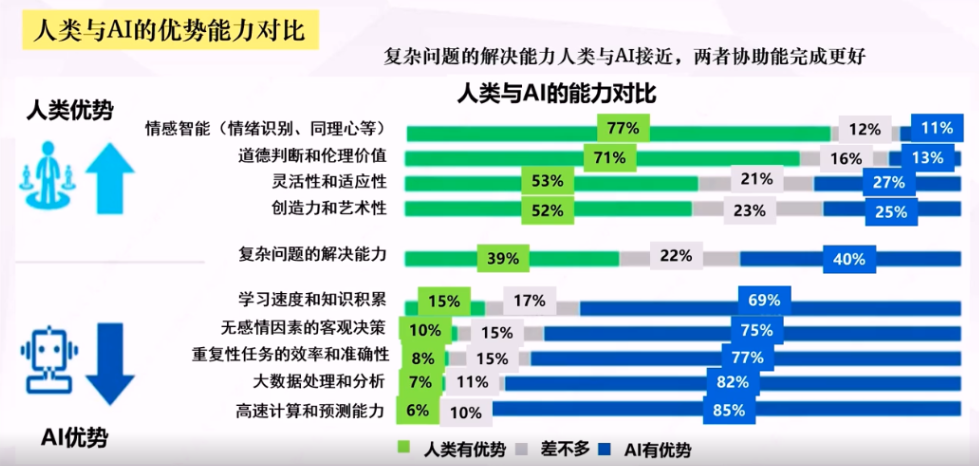 人类与AI的优势能力对比
复杂问题的解决能力人类与AI接近，两者协助能完成更好
人类与AI的能力对比
人类优势
情感智能（情绪识别、同理心等） 77% 12% 11%
道德判断和伦理价值 71% 16% 13%
灵活性和适应性 53% 21% 27%
创造力和艺术性 52% 23% 25%
复杂问题的解决能力 39% 22% 40%
学习速度和知识积累 15% 17% 69%
无感情因素的客观决策 10% 15% 75%
重复性任务的效率和准确性 8% 15% 77%
大数据处理和分析 7% 11% 82%
高速计算和预测能力 6% 10% 85%
AI优势
人类有优势 差不多 AI有优势